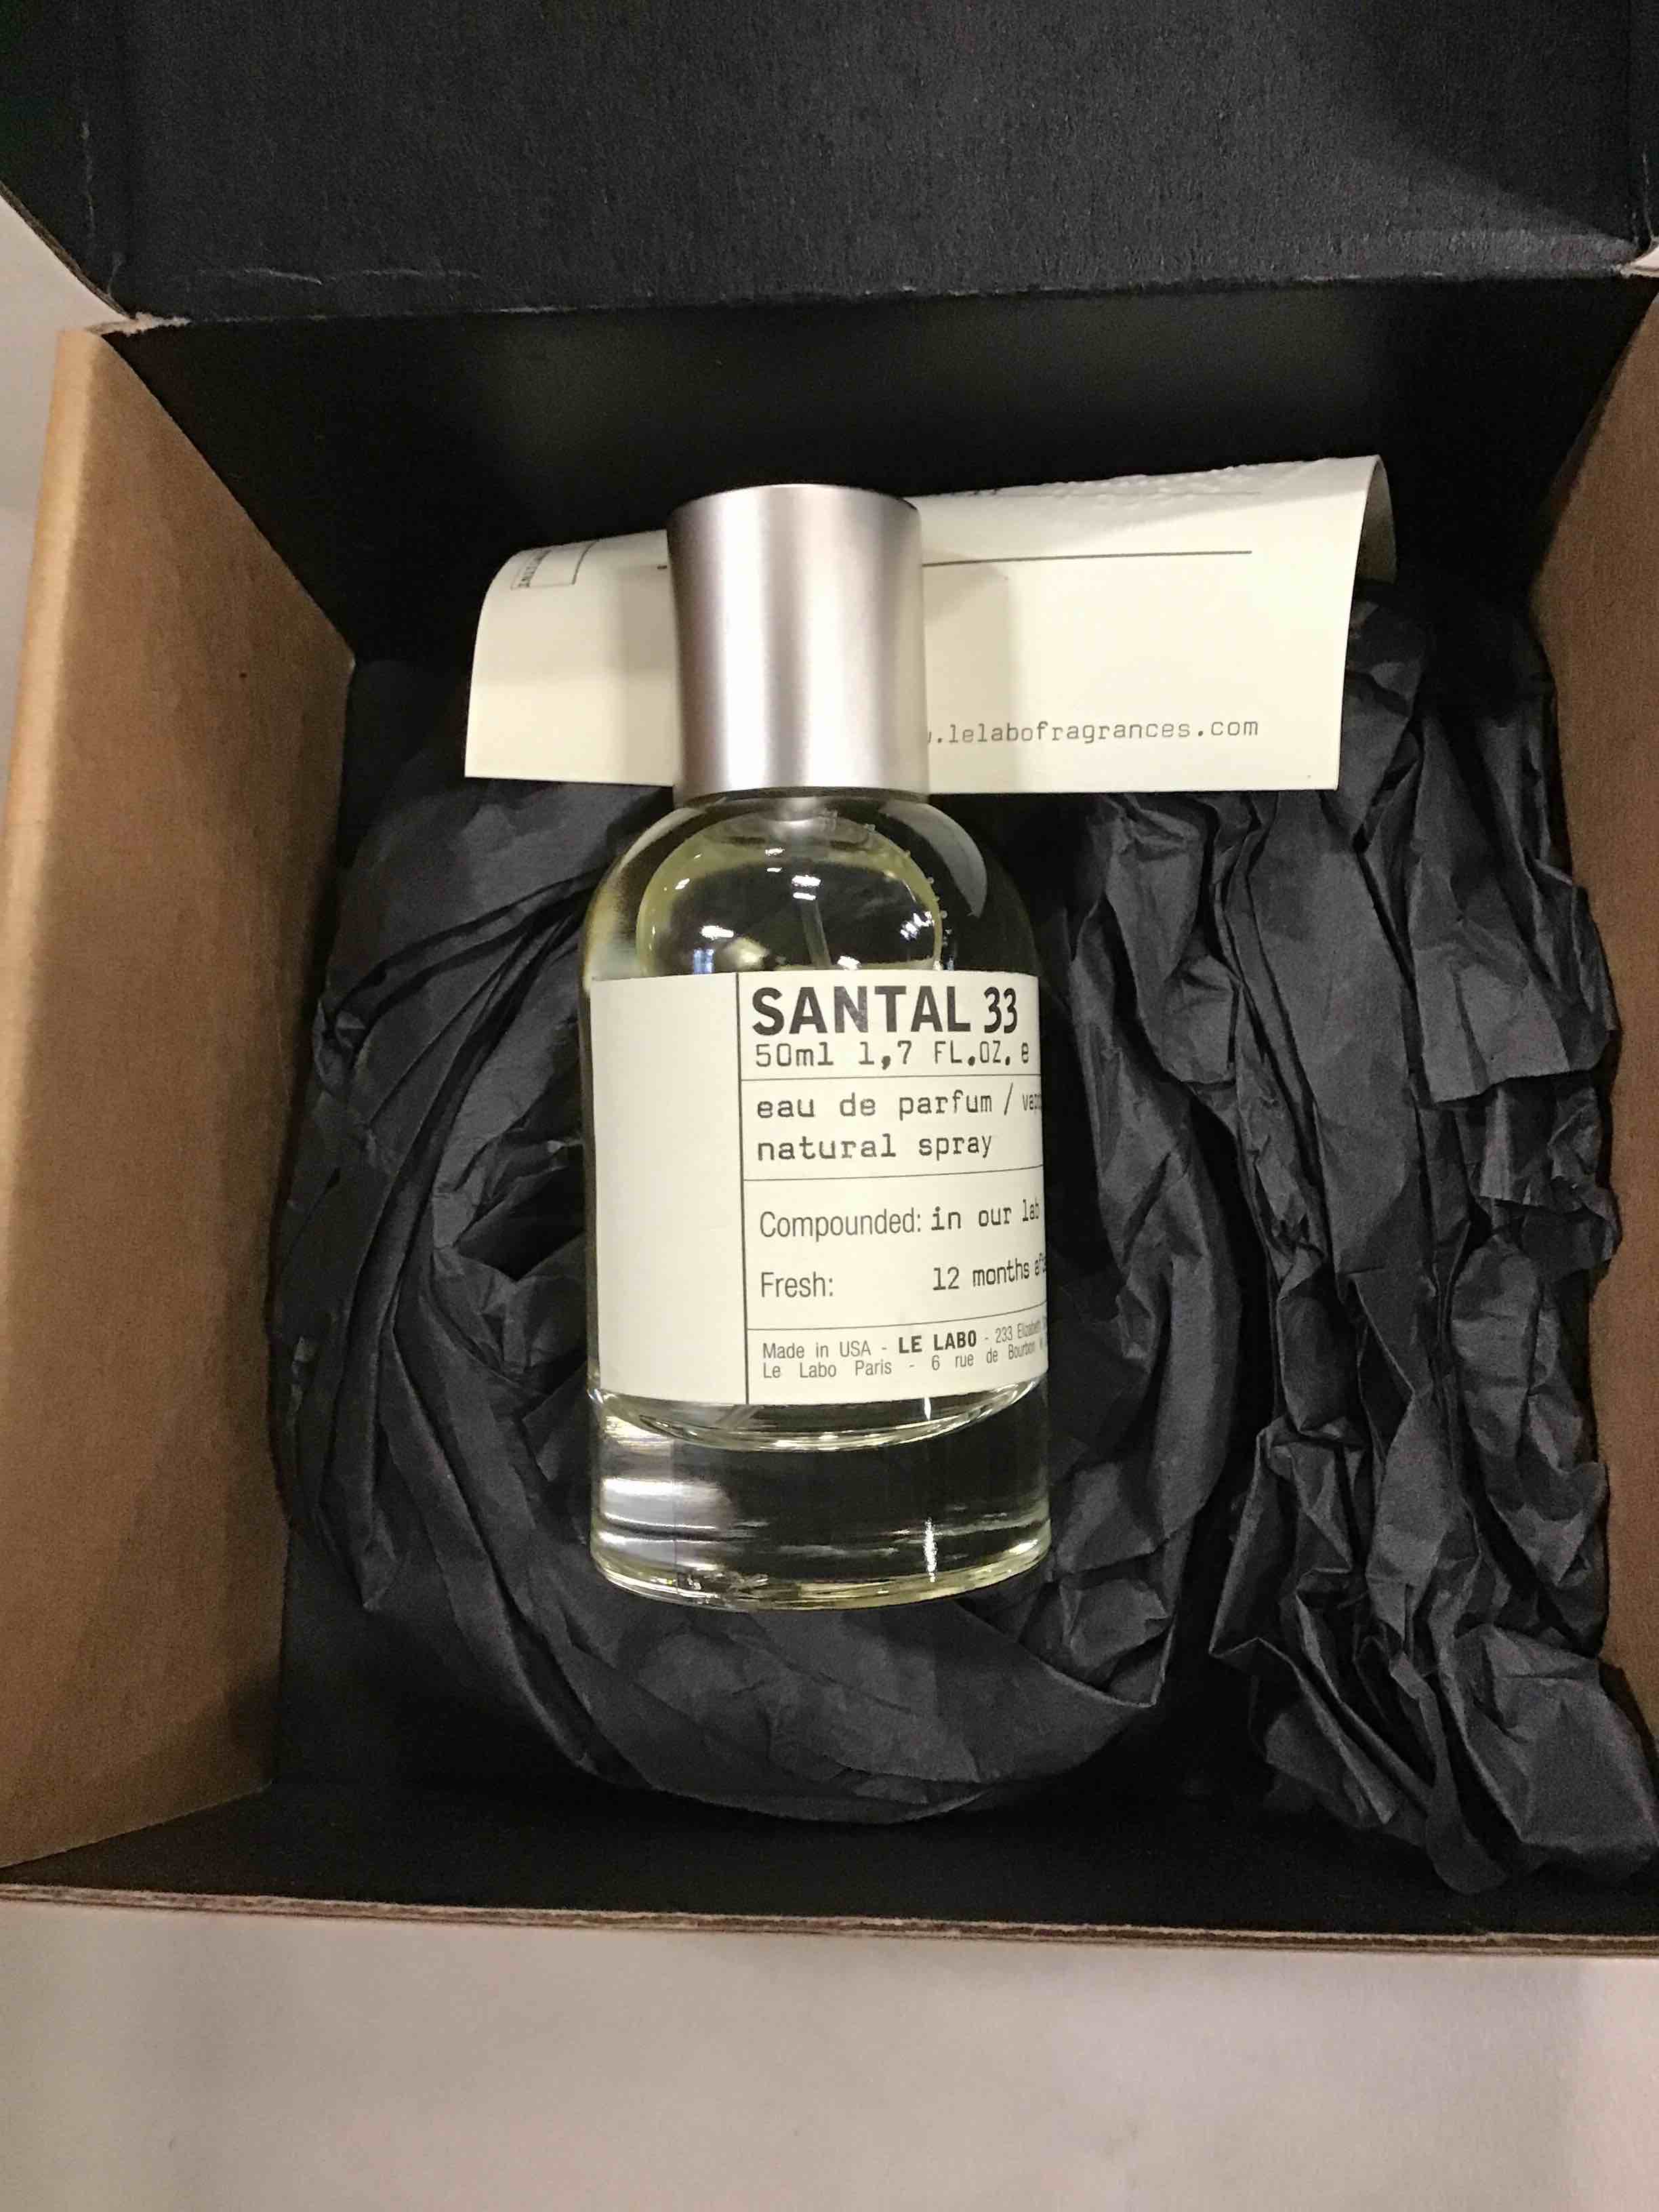 .lelabofragrances.com
SANTAL 33
50ml 1,7 FL.OZ. e
eau de parfum /
natural spray
Compounded: in our lab
Fresh: 12 months
Made in USA - LE LABO - 233 Elizabeth
Le Labo Paris - 6 rue de Bourbon